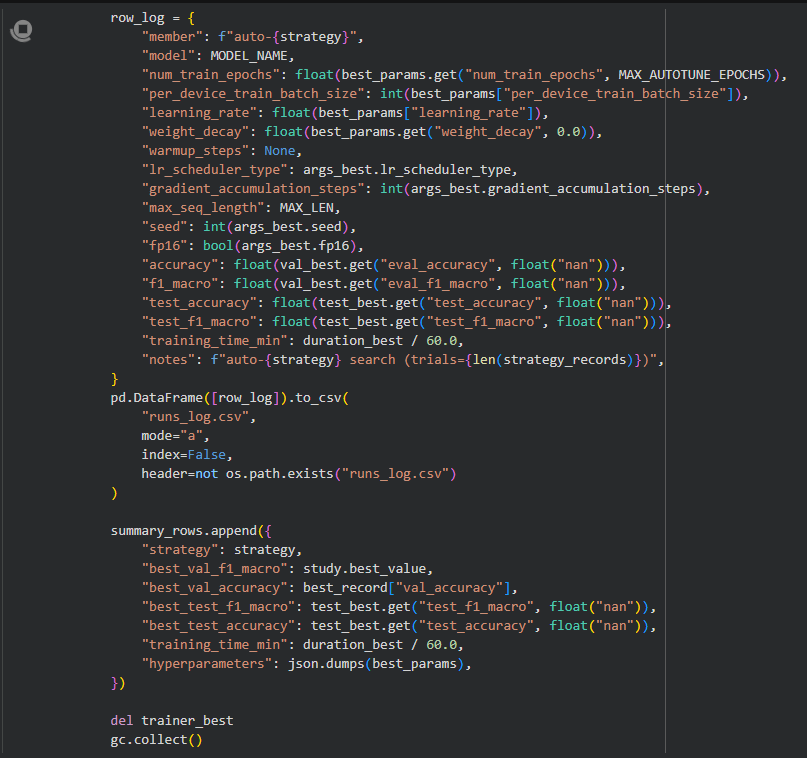 row_log = {
    "member": f"auto-{strategy}",
    "model": MODEL_NAME,
    "num_train_epochs": float(best_params.get("num_train_epochs", MAX_AUTOTUNE_EPOCHS)),
    "per_device_train_batch_size": int(best_params["per_device_train_batch_size"]),
    "learning_rate": float(best_params["learning_rate"]),
    "weight_decay": float(best_params.get("weight_decay", 0.0)),
    "warmup_steps": None,
    "lr_scheduler_type": args_best.lr_scheduler_type,
    "gradient_accumulation_steps": int(args_best.gradient_accumulation_steps),
    "max_seq_length": MAX_LEN,
    "seed": int(args_best.seed),
    "fp16": bool(args_best.fp16),
    "accuracy": float(val_best.get("eval_accuracy", float("nan"))),
    "f1_macro": float(val_best.get("eval_f1_macro", float("nan"))),
    "test_accuracy": float(test_best.get("test_accuracy", float("nan"))),
    "test_f1_macro": float(test_best.get("test_f1_macro", float("nan"))),
    "training_time_min": duration_best / 60.0,
    "notes": f"auto-{strategy} search (trials={len(strategy_records)})",
}
pd.DataFrame([row_log]).to_csv(
    "runs_log.csv",
    mode="a",
    index=False,
    header=not os.path.exists("runs_log.csv")
)

summary_rows.append({
    "strategy": strategy,
    "best_val_f1_macro": study.best_value,
    "best_val_accuracy": best_record["val_accuracy"],
    "best_test_f1_macro": test_best.get("test_f1_macro", float("nan")),
    "best_test_accuracy": test_best.get("test_accuracy", float("nan")),
    "training_time_min": duration_best / 60.0,
    "hyperparameters": json.dumps(best_params),
})

del trainer_best
gc.collect()